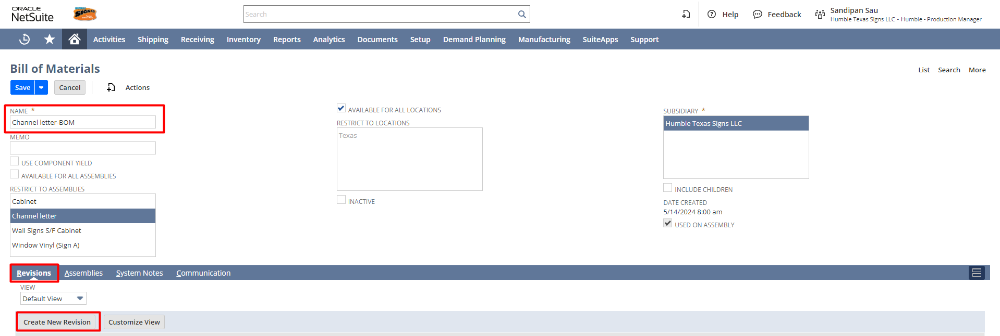 ORACLE
NetSuite
SIGN CO
Search
Help
Feedback
Sandipan Sau
Humble Texas Signs LLC - Humble - Production Manager
Activities
Shipping
Receiving
Inventory
Reports
Analytics
Documents
Setup
Demand Planning
Manufacturing
SuiteApps
Support
Bill of Materials
List
Search
More
Save
Cancel
Actions
NAME *
Channel letter-BOM
MEMO
USE COMPONENT YIELD
AVAILABLE FOR ALL ASSEMBLIES
RESTRICT TO ASSEMBLIES
Cabinet
Channel letter
Wall Signs S/F Cabinet
Window Vinyl (Sign A)
AVAILABLE FOR ALL LOCATIONS
RESTRICT TO LOCATIONS
Texas
INACTIVE
SUBSIDIARY *
Humble Texas Signs LLC
INCLUDE CHILDREN
DATE CREATED
5/14/2024 8:00 am
USED ON ASSEMBLY
Revisions
Assemblies
System Notes
Communication
VIEW
Default View
Create New Revision
Customize View